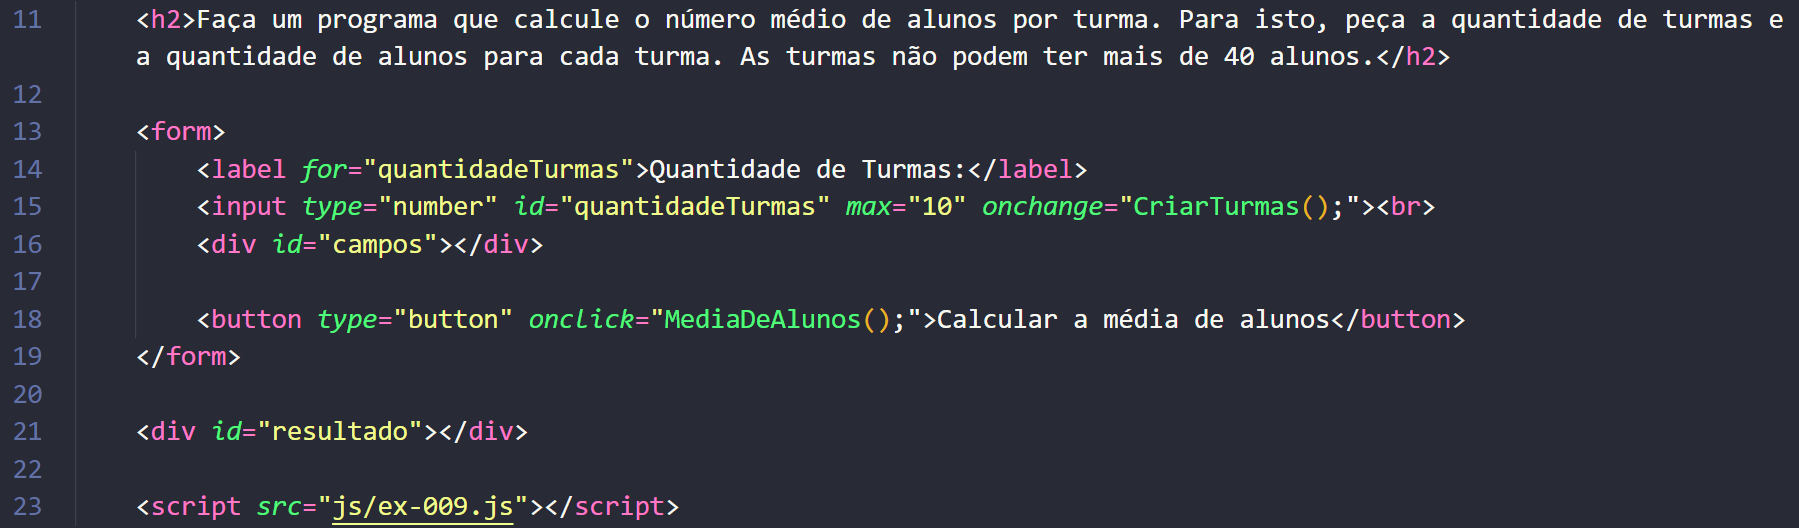 11 <h2>Faça um programa que calcule o número médio de alunos por turma. Para isto, peça a quantidade de turmas e
a quantidade de alunos para cada turma. As turmas não podem ter mais de 40 alunos.</h2>
12
13 <form>
14 <label for="quantidadeTurmas">Quantidade de Turmas:</label>
15 <input type="number" id="quantidadeTurmas" max="10" onchange="CriarTurmas();"><br>
16 <div id="campos"></div>
17
18 <button type="button" onclick="MediaDeAlunos();">Calcular a média de alunos</button>
19 </form>
20
21 <div id="resultado"></div>
22
23 <script src="js/ex-009.js"></script>